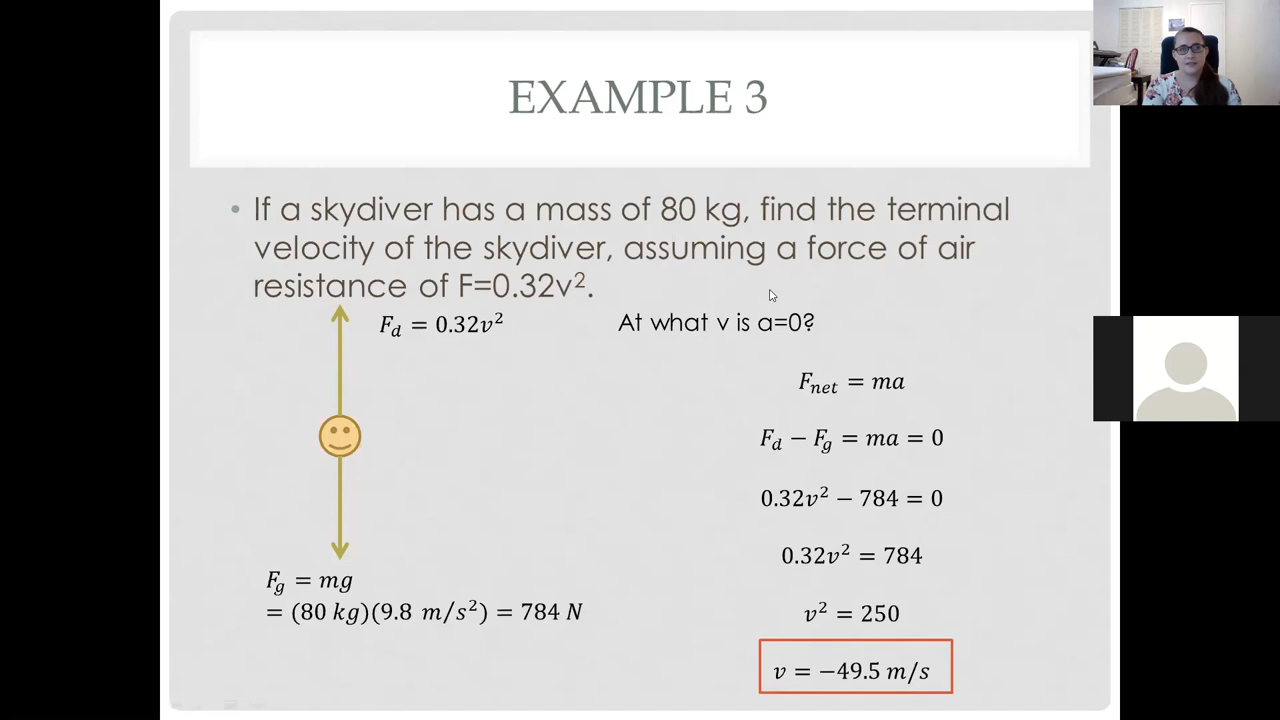 EXAMPLE 3
• If a skydiver has a mass of 80 kg, find the terminal
velocity of the skydiver, assuming a force of air
resistance of F=0.32v².
F_d = 0.32v²
At what v is a=0?
F_net = ma
F_d − F_g = ma = 0
0.32v² − 784 = 0
0.32v² = 784
v² = 250
v = −49.5 m/s
F_g = mg
= (80 kg)(9.8 m/s²) = 784 N